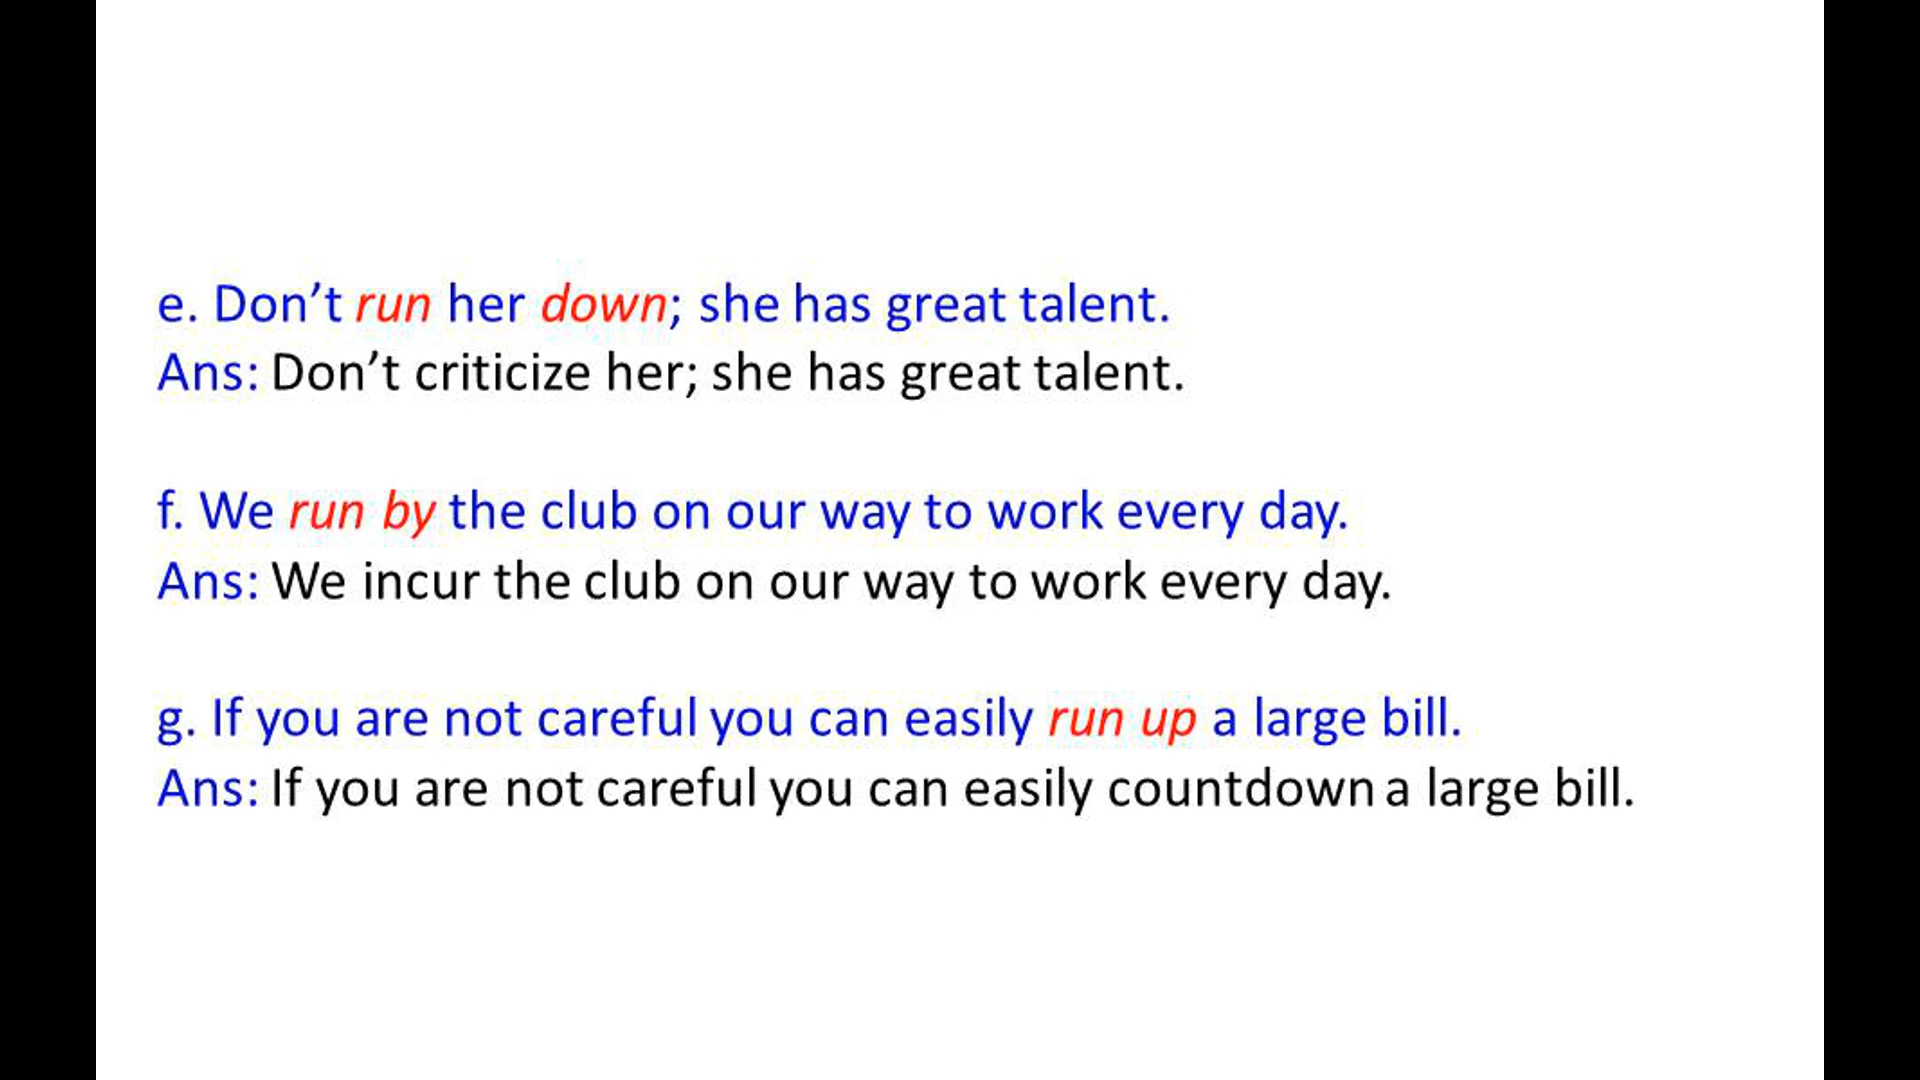 e. Don’t run her down; she has great talent.
Ans: Don’t criticize her; she has great talent.
f. We run by the club on our way to work every day.
Ans: We incur the club on our way to work every day.
g. If you are not careful you can easily run up a large bill.
Ans: If you are not careful you can easily countdown a large bill.